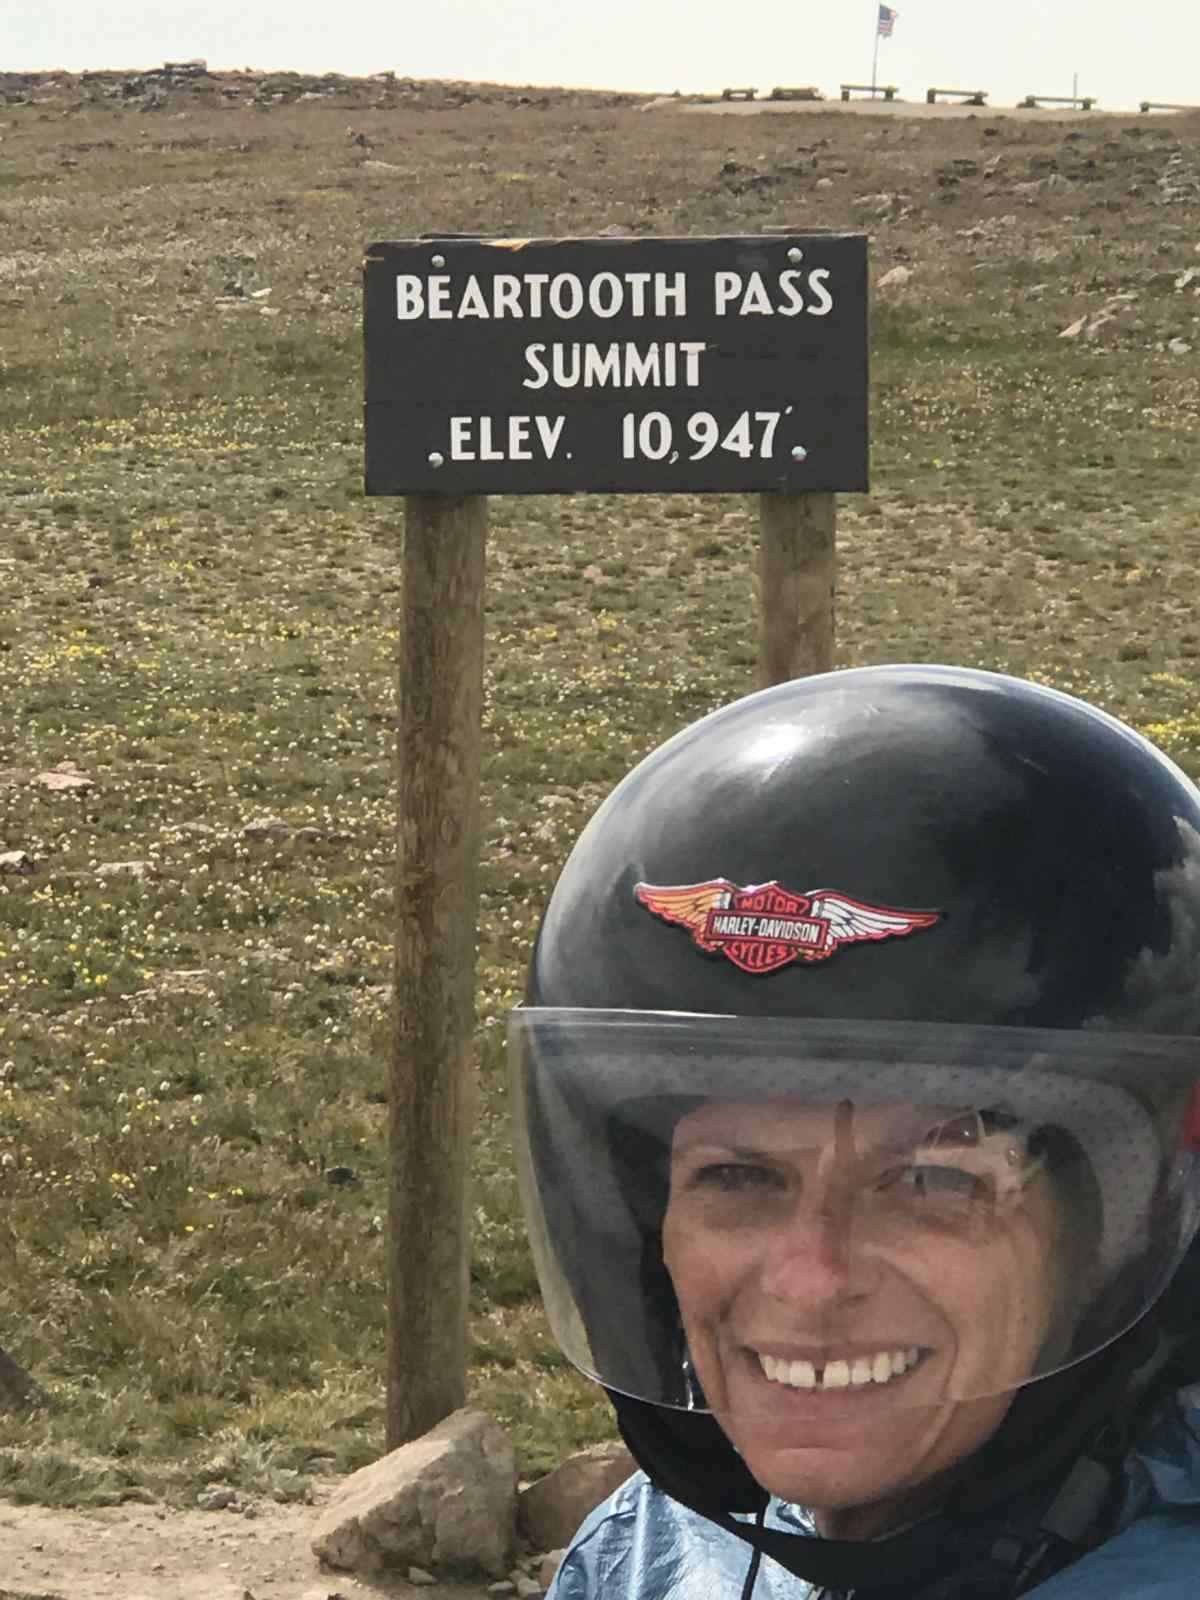 BEARTOOTH PASS
SUMMIT
ELEV. 10,947'
MOTOR
HARLEY-DAVIDSON
CYCLES